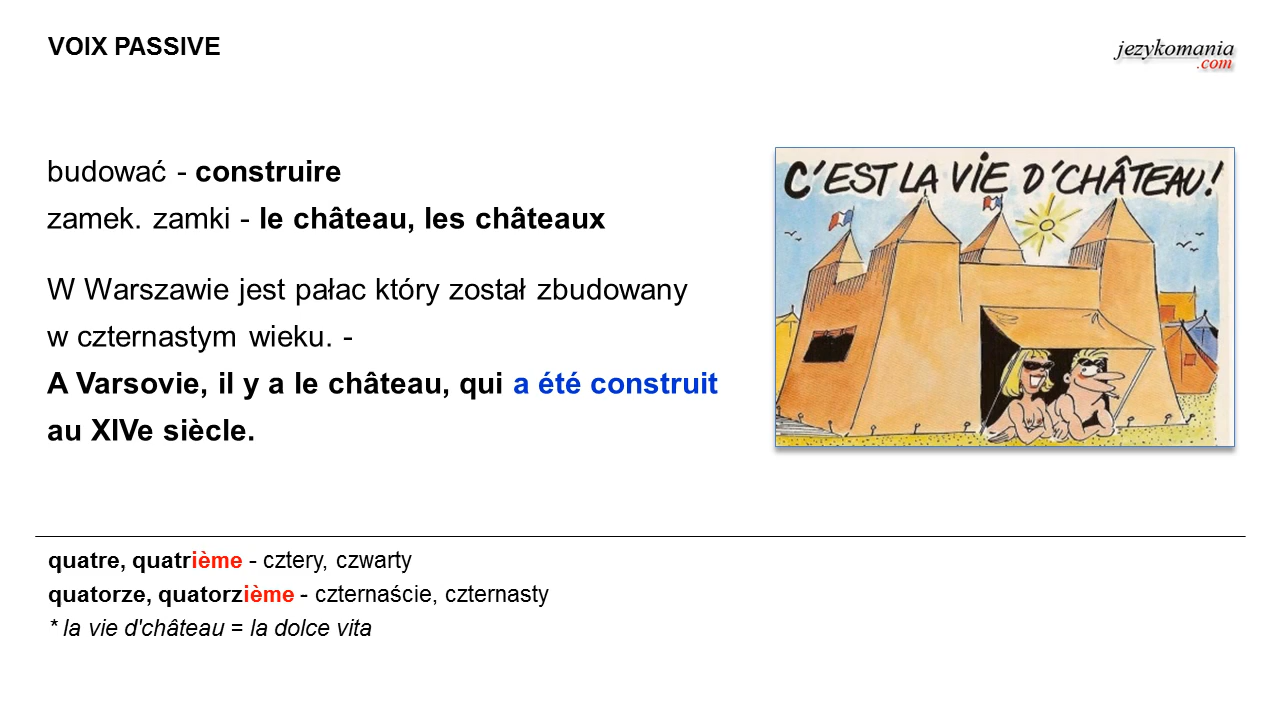 VOIX PASSIVE
jezykomania
.com
budować - construire
zamek. zamki - le château, les châteaux
W Warszawie jest pałac który został zbudowany
w czternastym wieku. -
A Varsovie, il y a le château, qui a été construit
au XIVe siècle.
C'EST LA ViE D'CHÂTEAU!
quatre, quatrième - cztery, czwarty
quatorze, quatorzième - czternaście, czternasty
* la vie d'château = la dolce vita